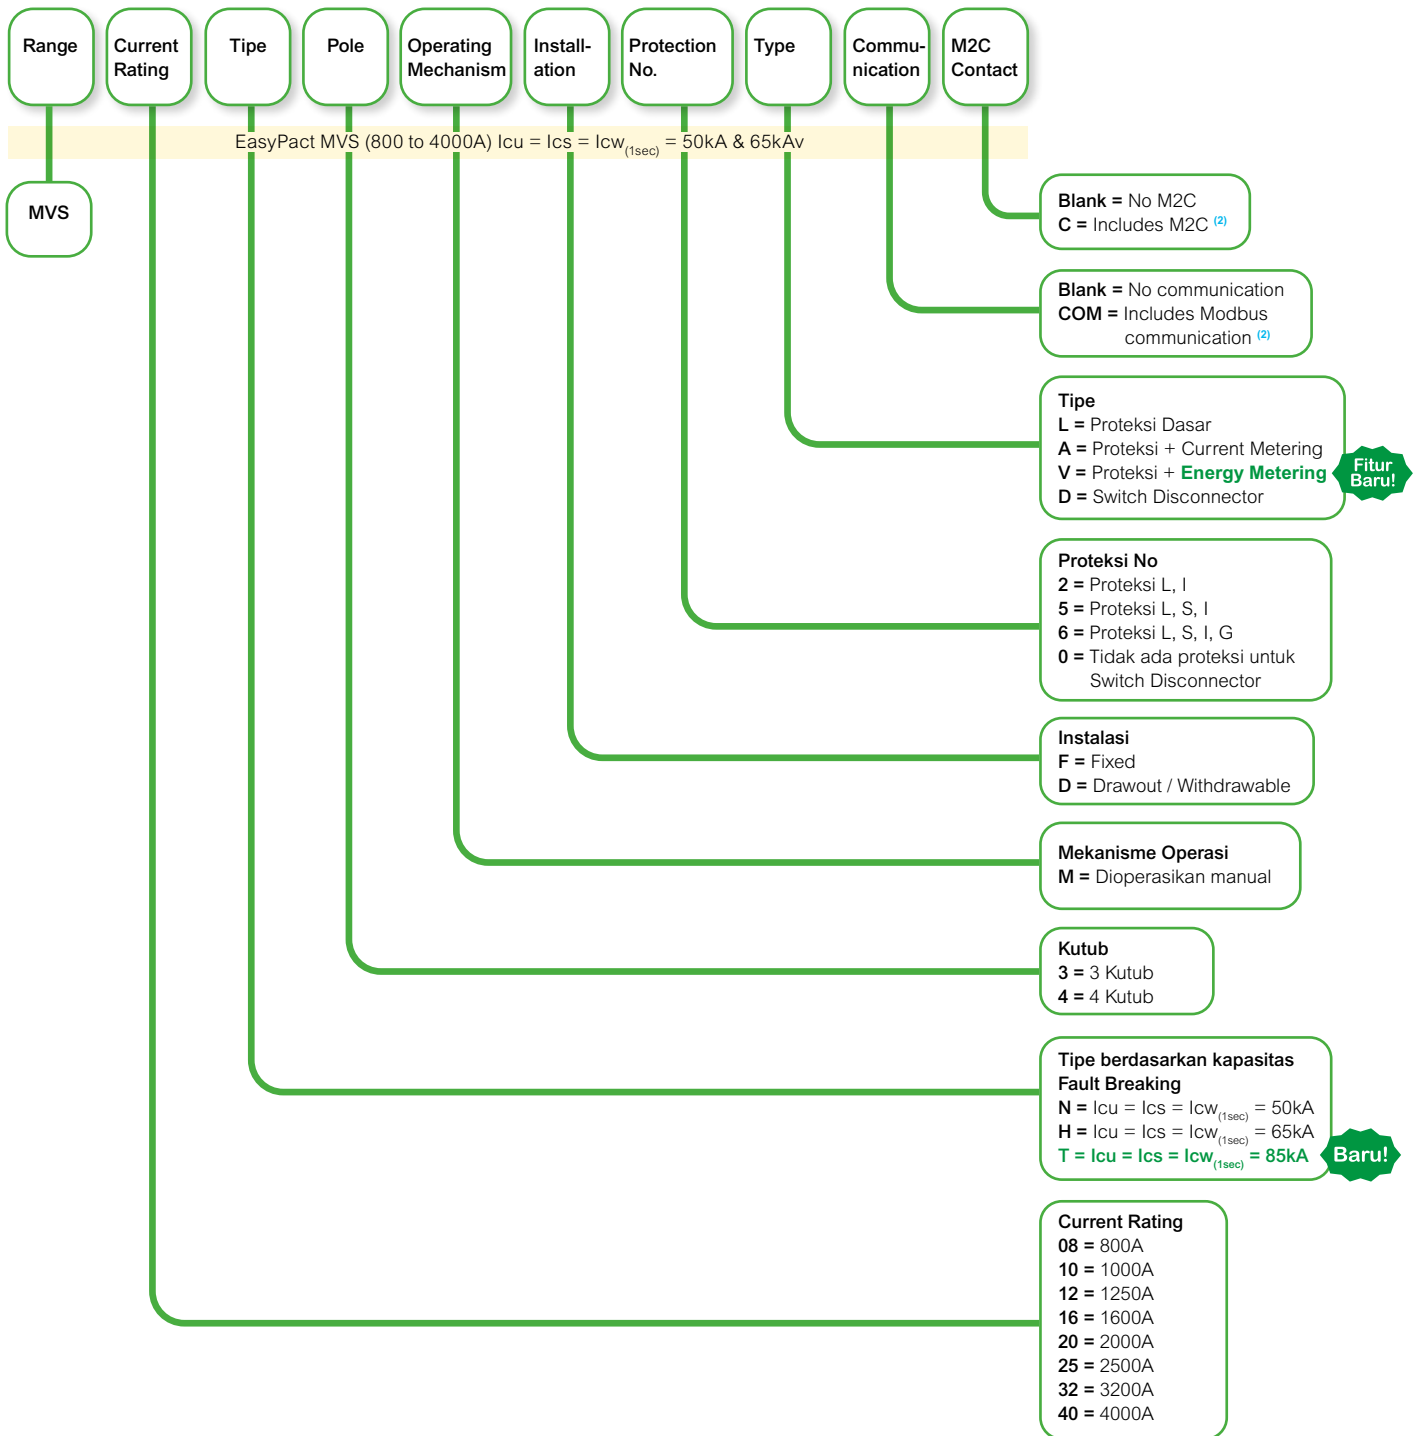 Range
Current
Rating
Tipe
Pole
Operating
Mechanism
Install-
ation
Protection
No.
Type
Commu-
nication
M2C
Contact
EasyPact MVS (800 to 4000A) Icu = Ics = Icw(1sec) = 50kA & 65kAv
MVS
Blank = No M2C
C = Includes M2C (2)
Blank = No communication
COM = Includes Modbus
communication (2)
Tipe
L = Proteksi Dasar
A = Proteksi + Current Metering
V = Proteksi + Energy Metering
D = Switch Disconnector
Fitur
Baru!
Proteksi No
2 = Proteksi L, I
5 = Proteksi L, S, I
6 = Proteksi L, S, I, G
0 = Tidak ada proteksi untuk
Switch Disconnector
Instalasi
F = Fixed
D = Drawout / Withdrawable
Mekanisme Operasi
M = Dioperasikan manual
Kutub
3 = 3 Kutub
4 = 4 Kutub
Tipe berdasarkan kapasitas
Fault Breaking
N = Icu = Ics = Icw(1sec) = 50kA
H = Icu = Ics = Icw(1sec) = 65kA
T = Icu = Ics = Icw(1sec) = 85kA
Baru!
Current Rating
08 = 800A
10 = 1000A
12 = 1250A
16 = 1600A
20 = 2000A
25 = 2500A
32 = 3200A
40 = 4000A